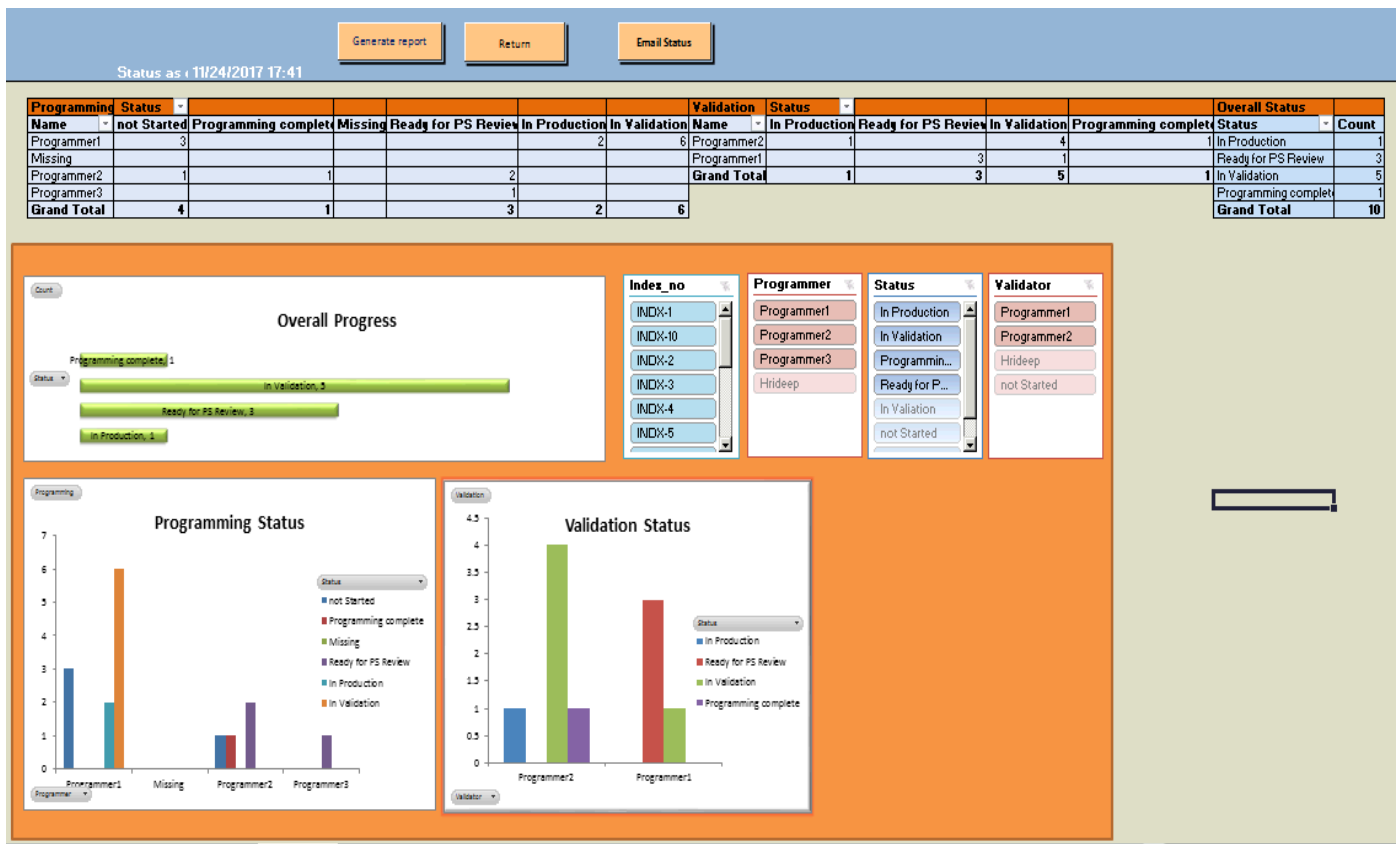 Generate report
Return
Email Status
Status as 11/24/2017 17:41
Programming Status Validation Status Overall Status
Name not Started Programming complete Missing Ready for PS Review In Production In Validation Name In Production Ready for PS Review In Validation Programming complete Status Count
Programmer1 3 2 6 Programmer2 1 4 1 In Production 1
Missing Programmer1 3 1 Ready for PS Review 3
Programmer2 1 1 2 Grand Total 1 3 5 1 In Validation 5
Programmer3 1 Programming complete 1
Grand Total 4 1 3 2 6 Grand Total 10
Count
Overall Progress
Status
Programming complete, 1
In Validation, 5
Ready for PS Review, 3
In Production, 1
Index_no
INDX-1
INDX-10
INDX-2
INDX-3
INDX-4
INDX-5
Programmer
Programmer1
Programmer2
Programmer3
Hrideep
Status
In Production
In Validation
Programmin...
Ready for P...
In Valiation
not Started
Validator
Programmer1
Programmer2
Hrideep
not Started
Programming
Programming Status
7
6
5
4
3
2
1
0
Programmer1 Missing Programmer2 Programmer3
Programmer
Status
not Started
Programming complete
Missing
Ready for PS Review
In Production
In Validation
Validation
Validation Status
4.5
4
3.5
3
2.5
2
1.5
1
0.5
0
Programmer2 Programmer1
Validator
Status
In Production
Ready for PS Review
In Validation
Programming complete